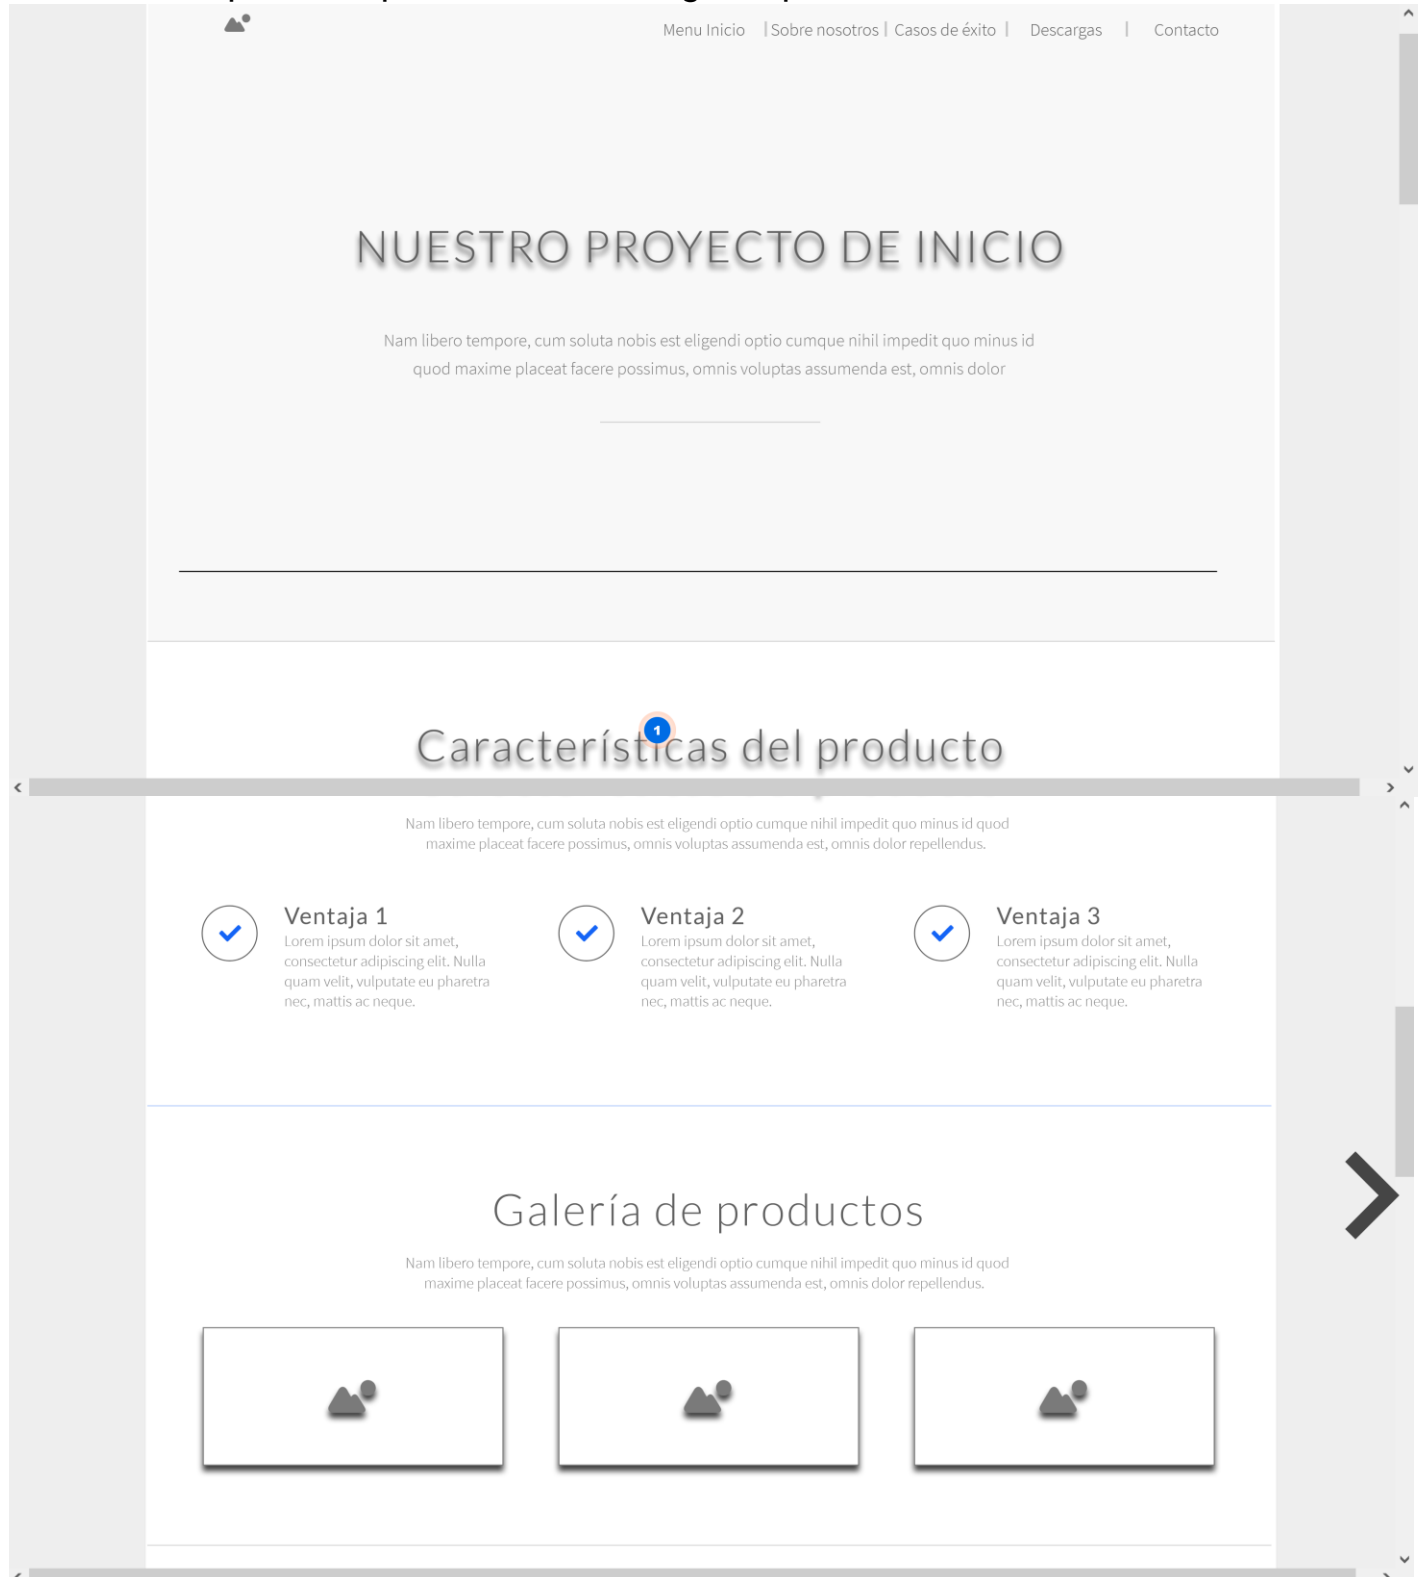 Menu Inicio | Sobre nosotros | Casos de éxito | Descargas | Contacto
NUESTRO PROYECTO DE INICIO
Nam libero tempore, cum soluta nobis est eligendi optio cumque nihil impedit quo minus id
quod maxime placeat facere possimus, omnis voluptas assumenda est, omnis dolor
1
Características del producto
Nam libero tempore, cum soluta nobis est eligendi optio cumque nihil impedit quo minus id quod
maxime placeat facere possimus, omnis voluptas assumenda est, omnis dolor repellendus.
Ventaja 1
Lorem ipsum dolor sit amet,
consectetur adipiscing elit. Nulla
quam velit, vulputate eu pharetra
nec, mattis ac neque.
Ventaja 2
Lorem ipsum dolor sit amet,
consectetur adipiscing elit. Nulla
quam velit, vulputate eu pharetra
nec, mattis ac neque.
Ventaja 3
Lorem ipsum dolor sit amet,
consectetur adipiscing elit. Nulla
quam velit, vulputate eu pharetra
nec, mattis ac neque.
Galería de productos
Nam libero tempore, cum soluta nobis est eligendi optio cumque nihil impedit quo minus id quod
maxime placeat facere possimus, omnis voluptas assumenda est, omnis dolor repellendus.